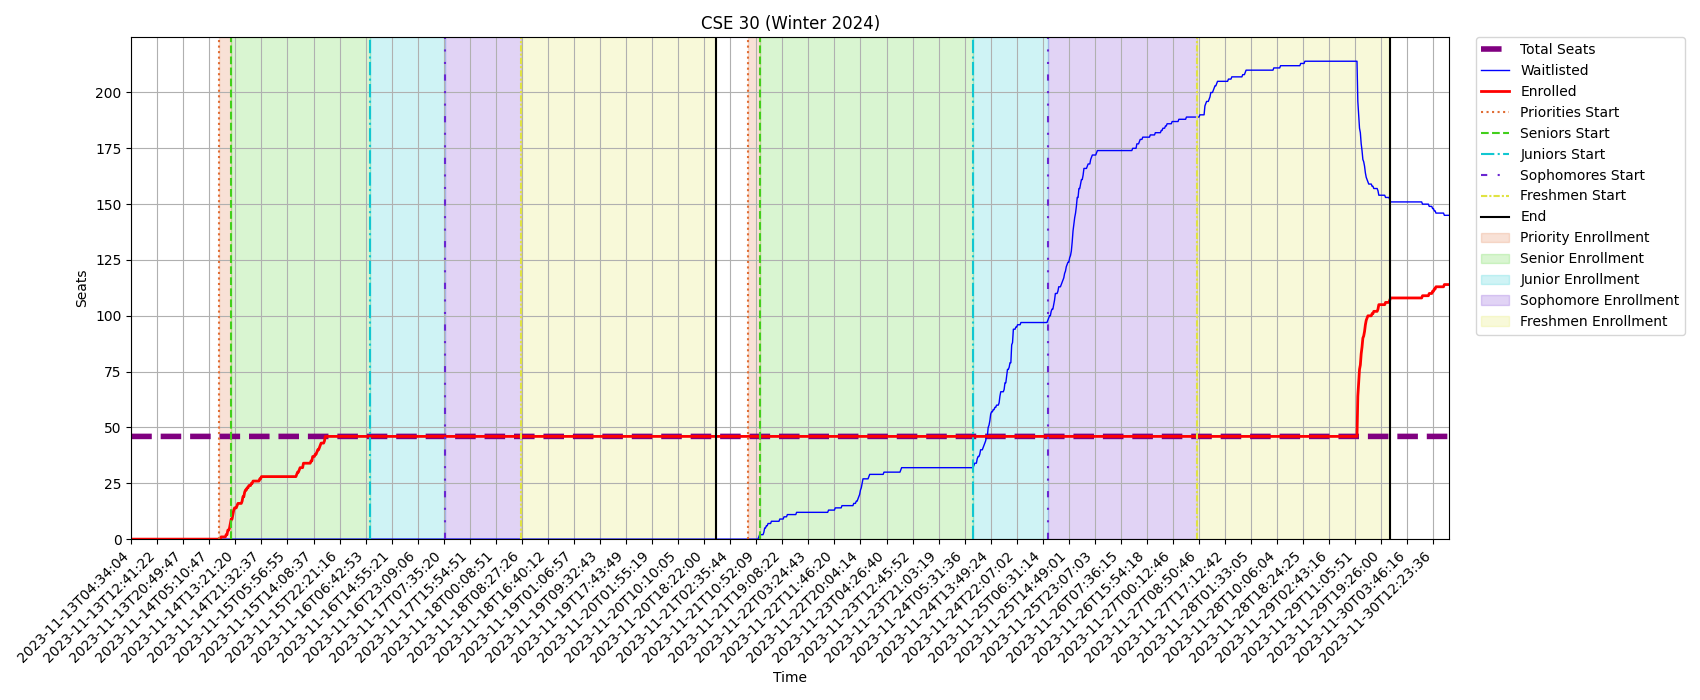 CSE 30 (Winter 2024)
Seats
200
175
150
125
100
75
50
25
0
2023-11-13T04:34:04
2023-11-13T12:41:22
2023-11-13T20:49:47
2023-11-14T05:10:47
2023-11-14T13:21:20
2023-11-14T21:32:37
2023-11-15T05:56:55
2023-11-15T14:08:37
2023-11-15T22:21:16
2023-11-16T06:42:53
2023-11-16T14:55:21
2023-11-16T23:09:06
2023-11-17T07:35:20
2023-11-17T15:54:51
2023-11-18T00:08:51
2023-11-18T08:27:26
2023-11-18T16:40:12
2023-11-19T01:06:57
2023-11-19T09:32:43
2023-11-19T17:43:49
2023-11-20T01:55:19
2023-11-20T10:10:05
2023-11-20T18:22:00
2023-11-21T02:35:44
2023-11-21T10:52:09
2023-11-21T19:08:22
2023-11-22T03:24:43
2023-11-22T11:46:20
2023-11-22T20:04:14
2023-11-23T04:26:40
2023-11-23T12:45:52
2023-11-23T21:03:19
2023-11-24T05:31:36
2023-11-24T13:49:24
2023-11-24T22:07:02
2023-11-25T06:31:14
2023-11-25T14:49:01
2023-11-25T23:07:03
2023-11-26T07:36:15
2023-11-26T15:54:18
2023-11-27T00:12:46
2023-11-27T08:50:46
2023-11-27T17:12:42
2023-11-28T01:33:05
2023-11-28T10:06:04
2023-11-28T18:24:25
2023-11-29T02:43:16
2023-11-29T11:05:51
2023-11-29T19:26:00
2023-11-30T03:46:16
2023-11-30T12:23:36
Time
Total Seats
Waitlisted
Enrolled
Priorities Start
Seniors Start
Juniors Start
Sophomores Start
Freshmen Start
End
Priority Enrollment
Senior Enrollment
Junior Enrollment
Sophomore Enrollment
Freshmen Enrollment